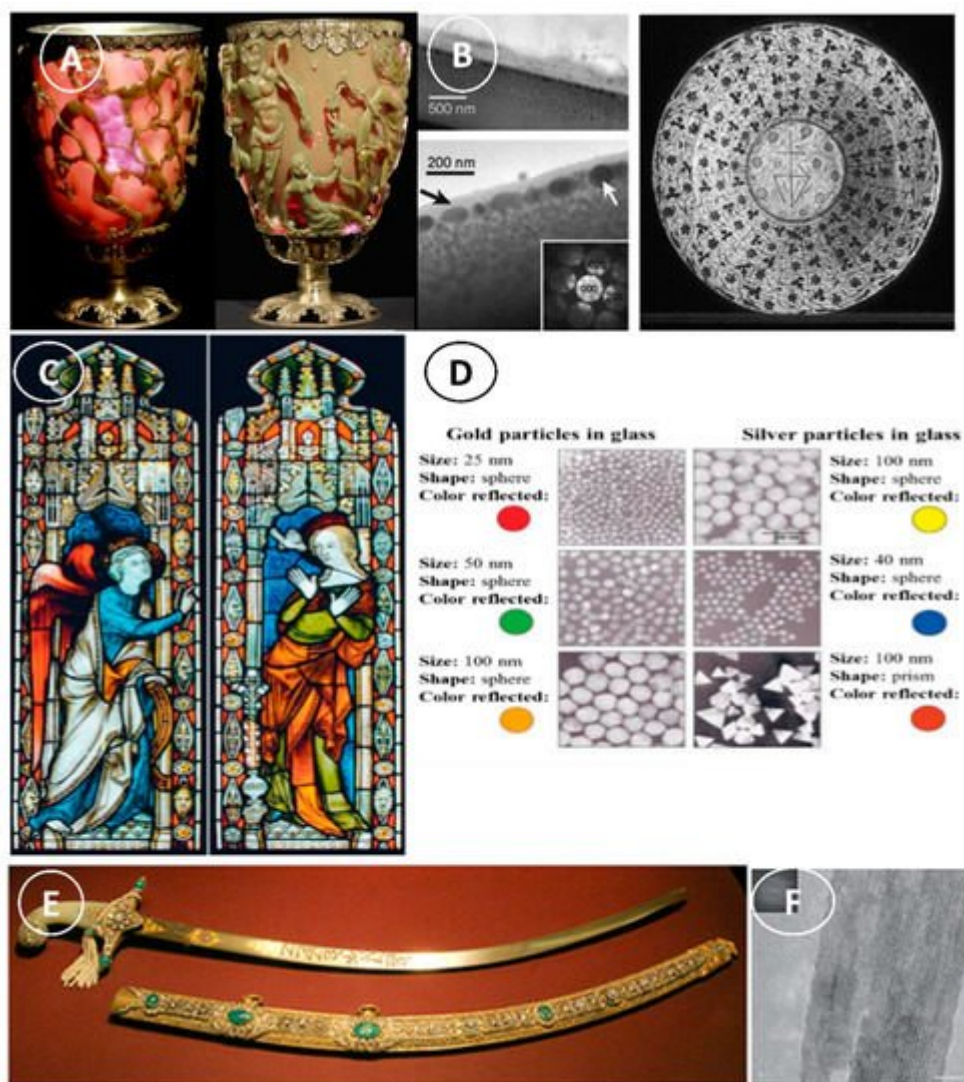 A
B
500 nm
200 nm
000
C
D
Gold particles in glass
Silver particles in glass
Size: 25 nm
Shape: sphere
Color reflected:
Size: 100 nm
Shape: sphere
Color reflected:
Size: 50 nm
Shape: sphere
Color reflected:
Size: 40 nm
Shape: sphere
Color reflected:
Size: 100 nm
Shape: sphere
Color reflected:
Size: 100 nm
Shape: prism
Color reflected:
E
F